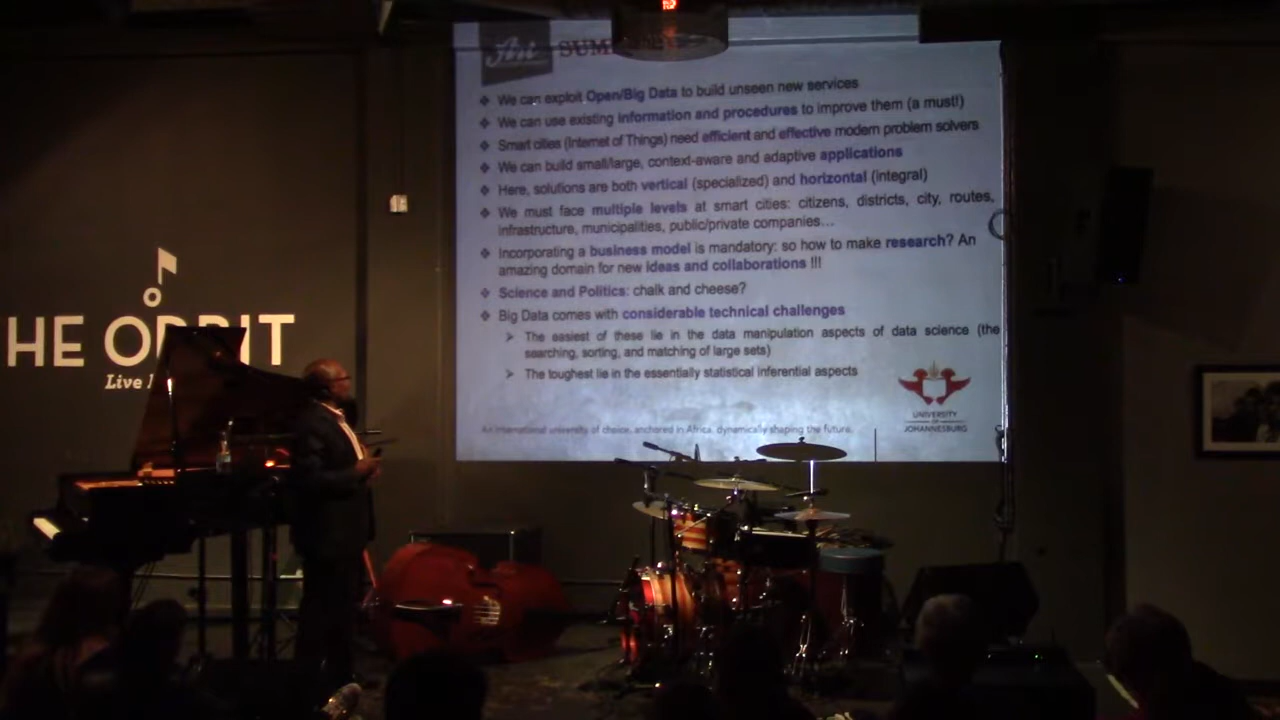 SUM
❖ We can exploit Open/Big Data to build unseen new services
❖ We can use existing information and procedures to improve them (a must!)
❖ Smart cities (Internet of Things) need efficient and effective modern problem solvers
❖ We can build small/large, context-aware and adaptive applications
❖ Here, solutions are both vertical (specialized) and horizontal (integral)
❖ We must face multiple levels at smart cities: citizens, districts, city, routes,
infrastructure, municipalities, public/private companies…
❖ Incorporating a business model is mandatory: so how to make research? An
amazing domain for new ideas and collaborations !!!
❖ Science and Politics: chalk and cheese?
❖ Big Data comes with considerable technical challenges
➢ The easiest of these lie in the data manipulation aspects of data science (the
searching, sorting, and matching of large sets)
➢ The toughest lie in the essentially statistical inferential aspects
UNIVERSITY
OF
JOHANNESBURG
An international university of choice, anchored in Africa, dynamically shaping the future.
HE ORBIT
Live